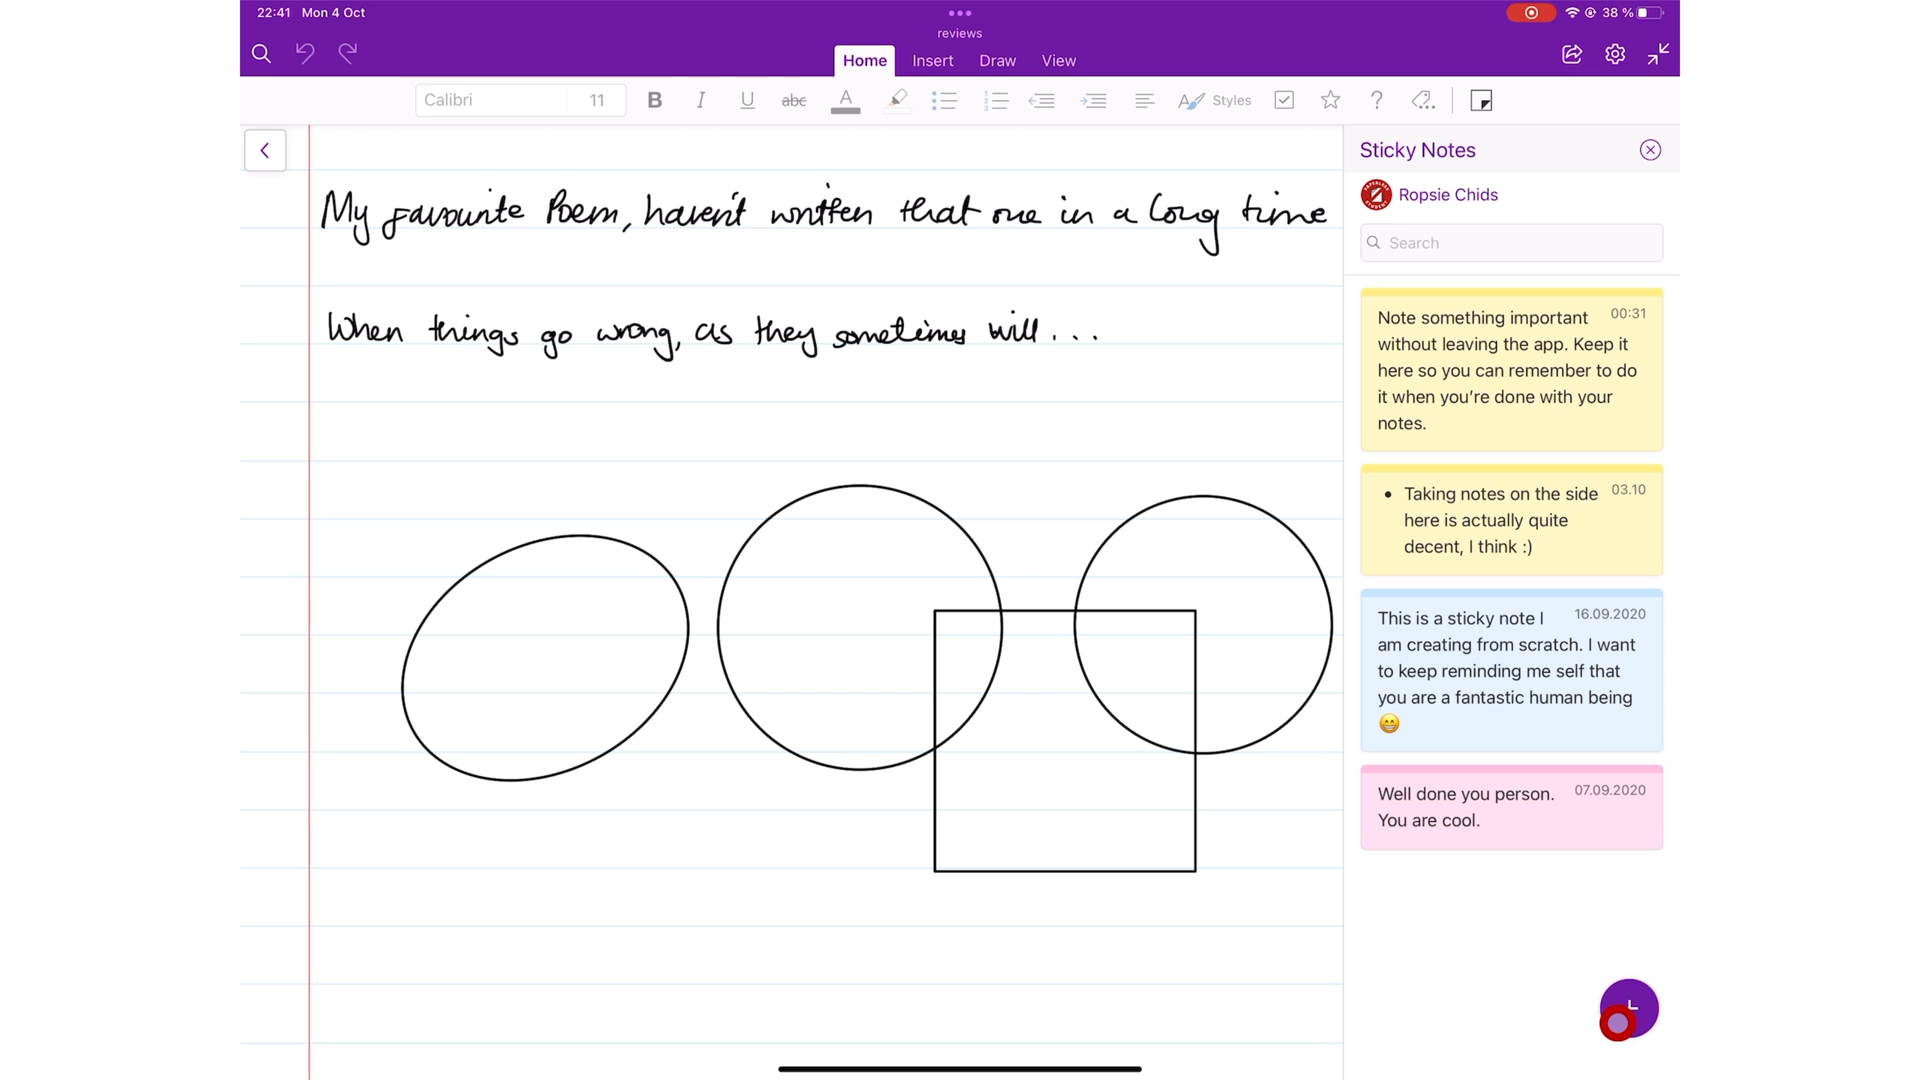 22:41 Mon 4 Oct
38 %
reviews
Home Insert Draw View
Calibri 11 B I U abc A Styles
Sticky Notes
Ropsie Chids
Search
My favourite Poem, haven't written that one in a long time
When things go wrong, as they sometimes will...
Note something important 00:31
without leaving the app. Keep it
here so you can remember to do
it when you're done with your
notes.
• Taking notes on the side 03.10
here is actually quite
decent, I think :)
This is a sticky note I 16.09.2020
am creating from scratch. I want
to keep reminding me self that
you are a fantastic human being
😁
Well done you person. 07.09.2020
You are cool.